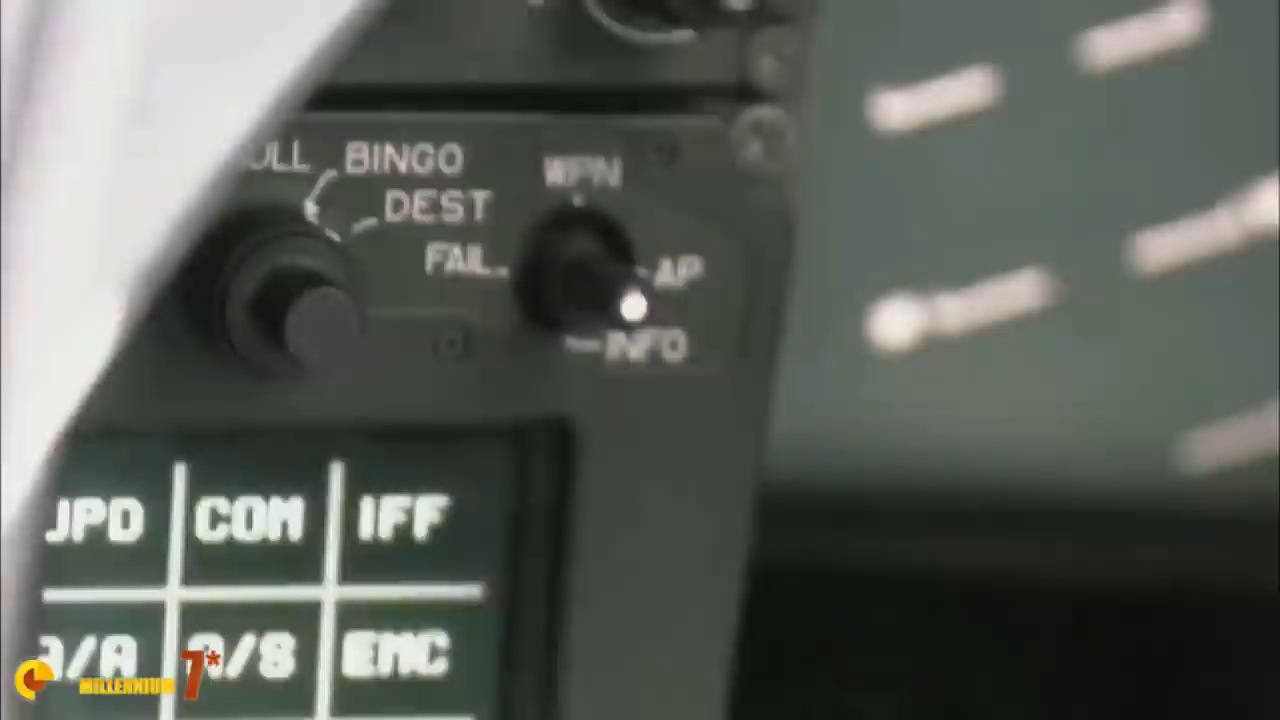 ULL BINGO
DEST
WPN
FAIL
AP
INFO
JPD COM IFF
A/A A/S EMC
MILLENNIUM 7*